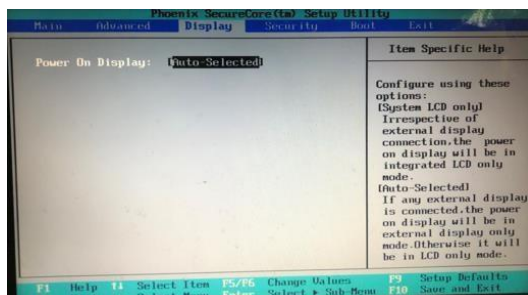 Phoenix SecureCore(tm) Setup Utility
Main Advanced Display Security Boot Exit
Power On Display: [Auto-Selected]
Item Specific Help
Configure using these
options:
[System LCD only]
Irrespective of
external display
connection,the power
on display will be in
integrated LCD only
mode.
[Auto-Selected]
If any external display
is connected.the power
on display will be in
external display only
mode.Otherwise it will
be in LCD only mode.
F1 Help ↑↓ Select Item F5/F6 Change Values F9 Setup Defaults
Select Menu Enter Select ▶ Sub-Menu F10 Save and Exit